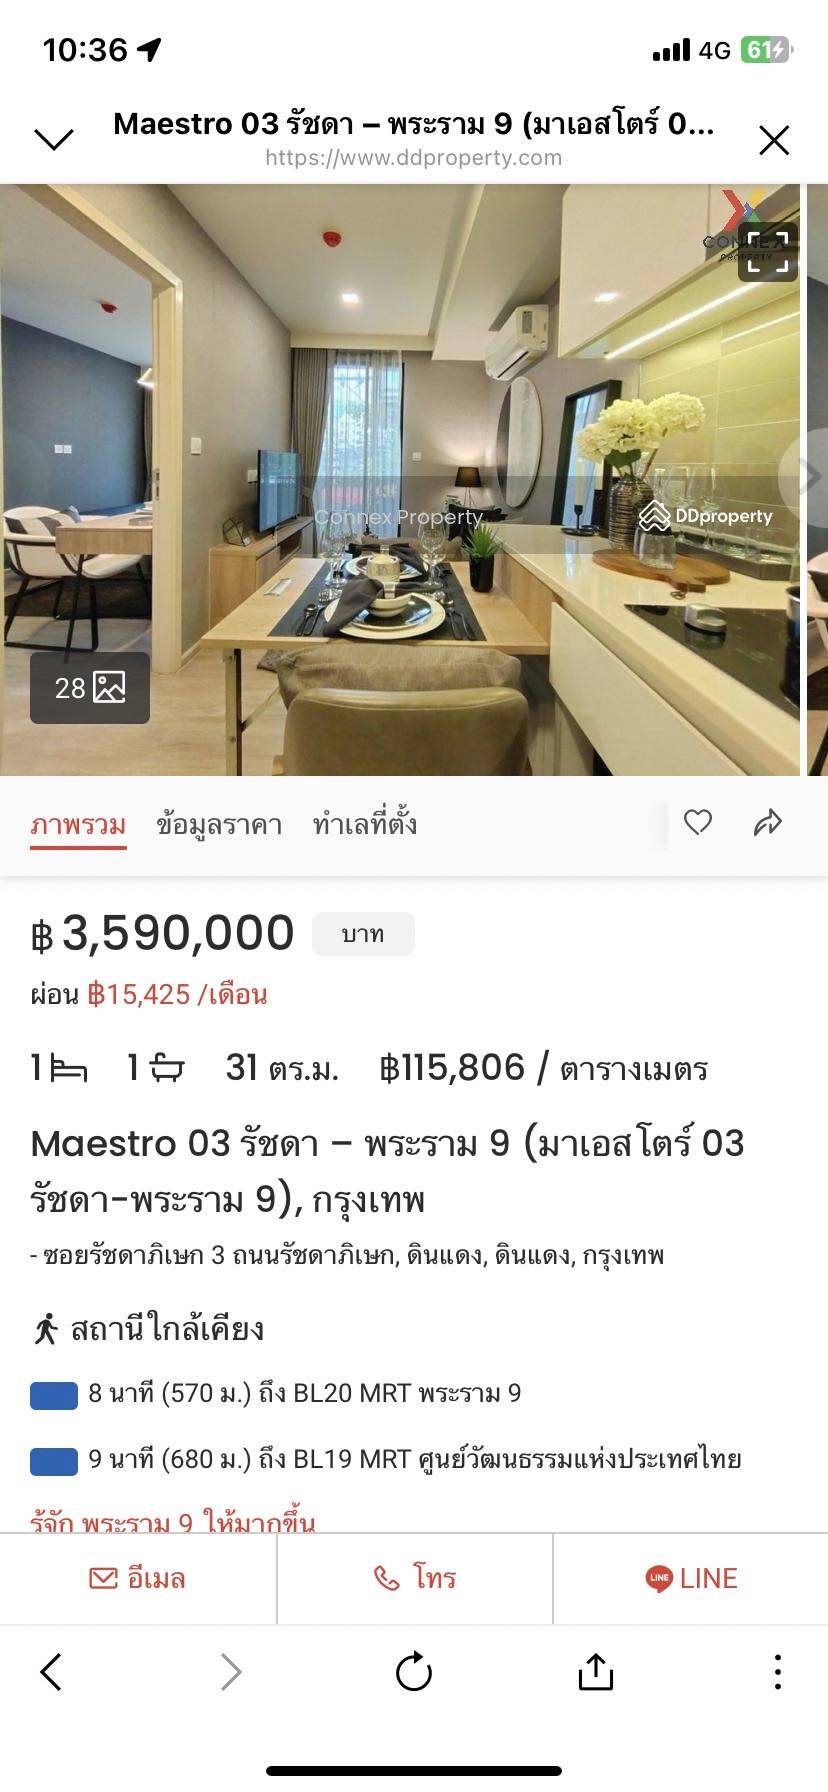 10:36
4G 61
Maestro 03 รัชดา – พระราม 9 (มาเอสโตร์ 0...
https://www.ddproperty.com
CONNEX
PROPERTY
Connex Property
DDproperty
28
ภาพรวม ข้อมูลราคา ทำเลที่ตั้ง
฿ 3,590,000 บาท
ผ่อน ฿15,425 /เดือน
1 1 31 ตร.ม. ฿115,806 / ตารางเมตร
Maestro 03 รัชดา – พระราม 9 (มาเอสโตร์ 03
รัชดา-พระราม 9), กรุงเทพ
- ซอยรัชดาภิเษก 3 ถนนรัชดาภิเษก, ดินแดง, ดินแดง, กรุงเทพ
สถานีใกล้เคียง
8 นาที (570 ม.) ถึง BL20 MRT พระราม 9
9 นาที (680 ม.) ถึง BL19 MRT ศูนย์วัฒนธรรมแห่งประเทศไทย
รู้จัก พระราม 9 ให้มากขึ้น
อีเมล โทร LINE LINE